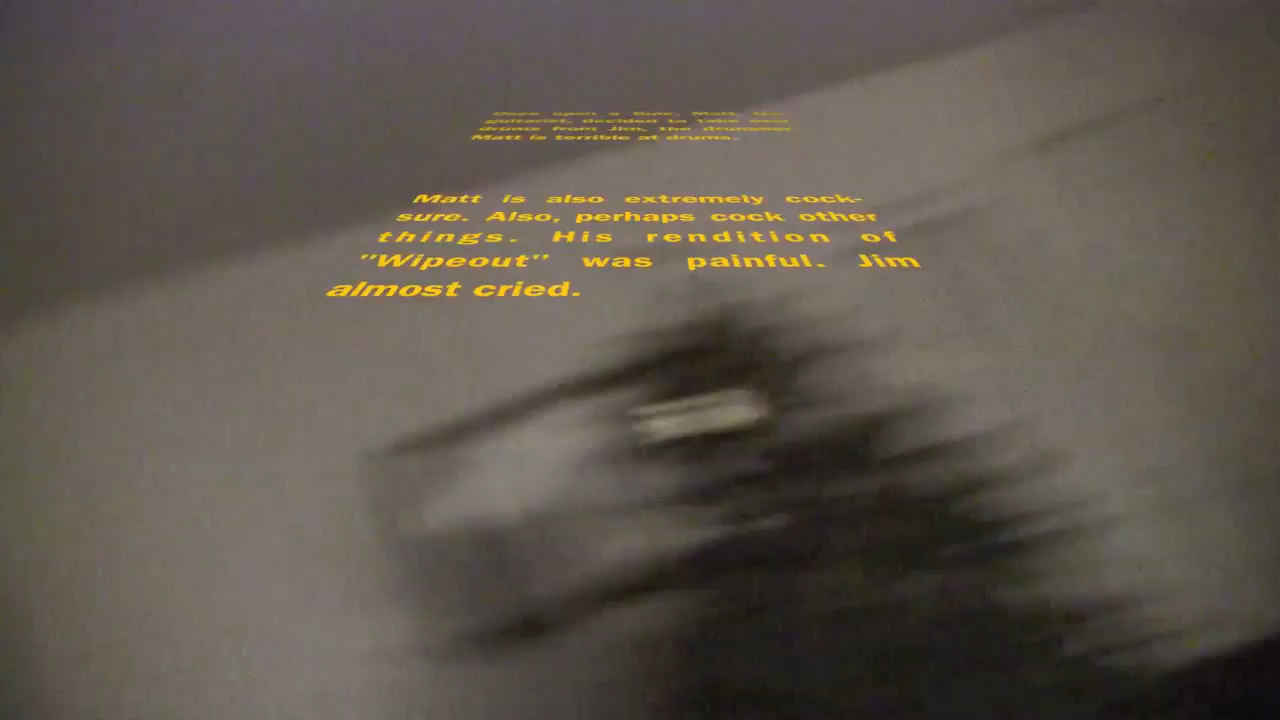 Once upon a time, Matt, the
guitarist, decided to take over
drums from Jim, the drummer.
Matt is terrible at drums.
Matt is also extremely cock-
sure. Also, perhaps cock other
things. His rendition of
"Wipeout" was painful. Jim
almost cried.